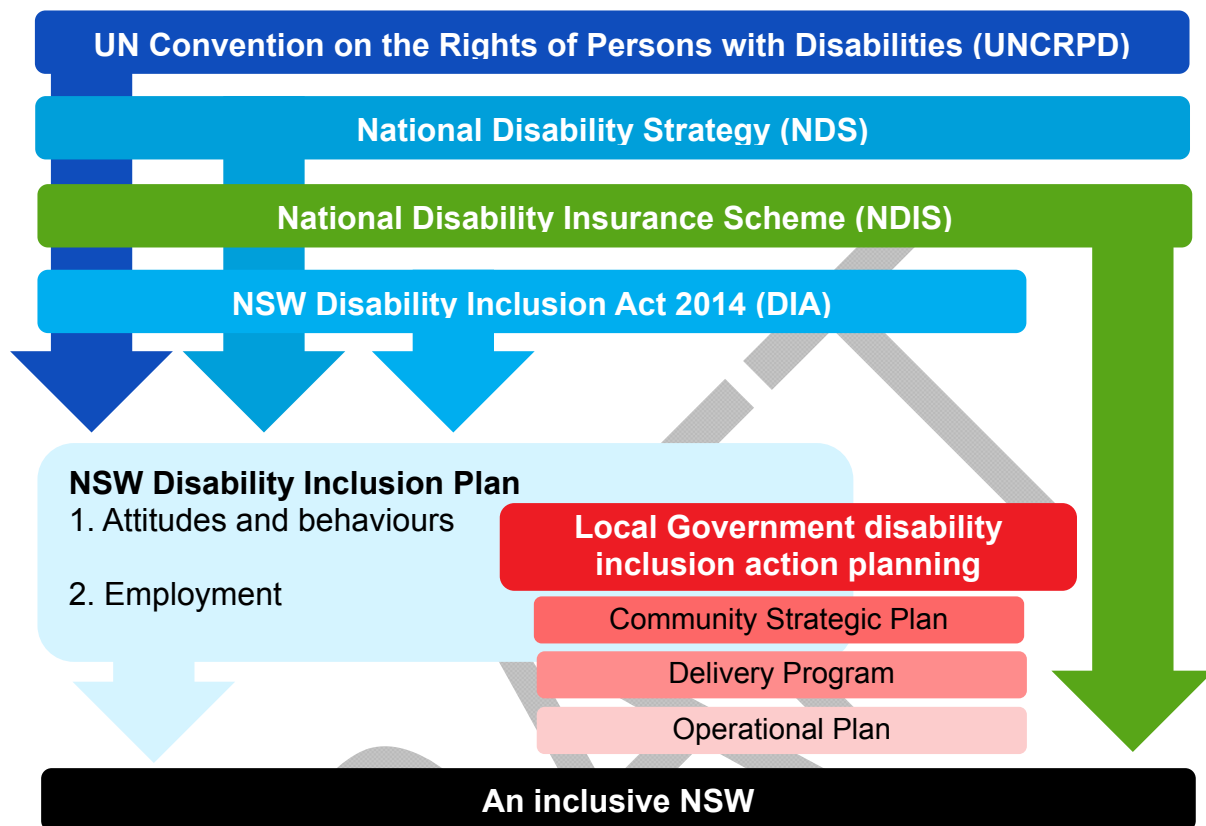 UN Convention on the Rights of Persons with Disabilities (UNCRPD)
National Disability Strategy (NDS)
National Disability Insurance Scheme (NDIS)
NSW Disability Inclusion Act 2014 (DIA)
NSW Disability Inclusion Plan
1. Attitudes and behaviours
2. Employment
Local Government disability
inclusion action planning
Community Strategic Plan
Delivery Program
Operational Plan
An inclusive NSW